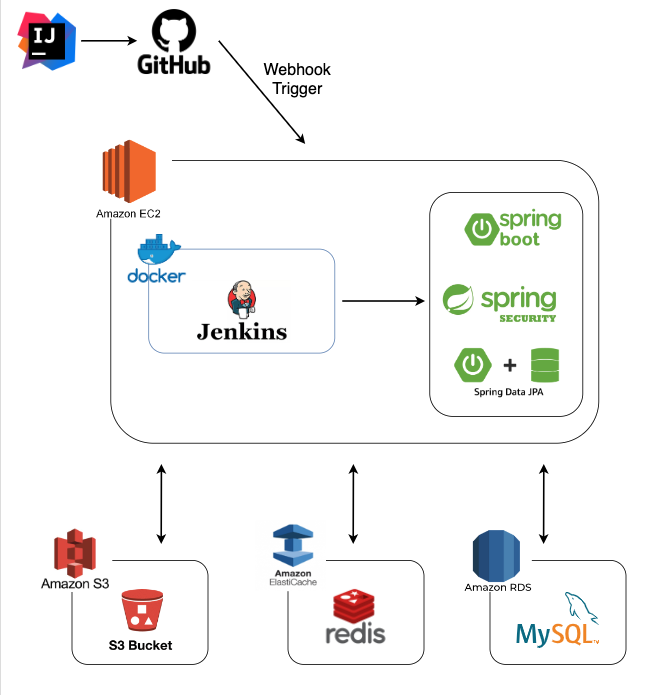 IJ
GitHub
Webhook
Trigger
Amazon EC2
docker
Jenkins
spring
boot
spring
SECURITY
+
Spring Data JPA
Amazon S3
S3 Bucket
Amazon
ElastiCache
redis
Amazon RDS
MySQL
TM